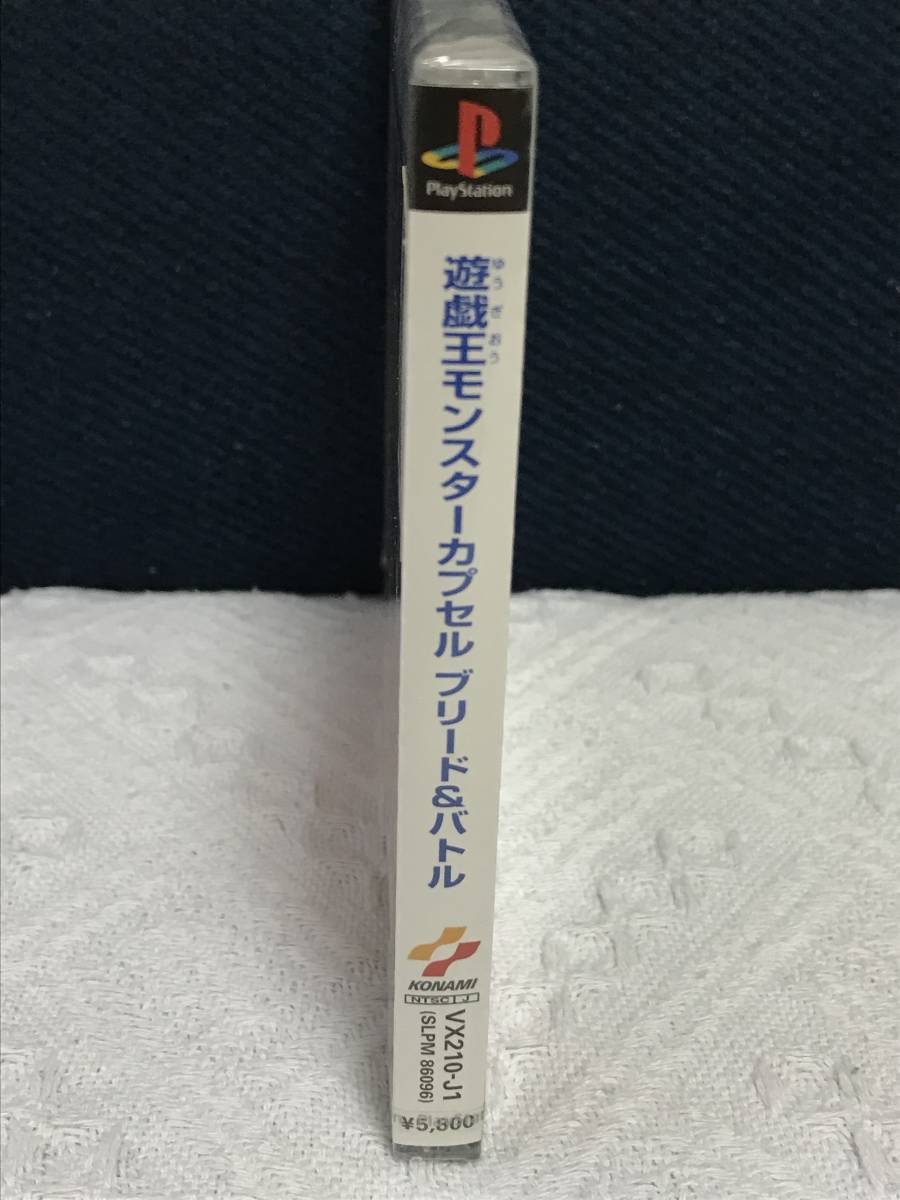 PlayStation
遊戯王モンスターカプセル ブリード&バトル
ゆうぎおう
KONAMI
NTSC J
VX210-J1
(SLPM 86096)
¥5,800